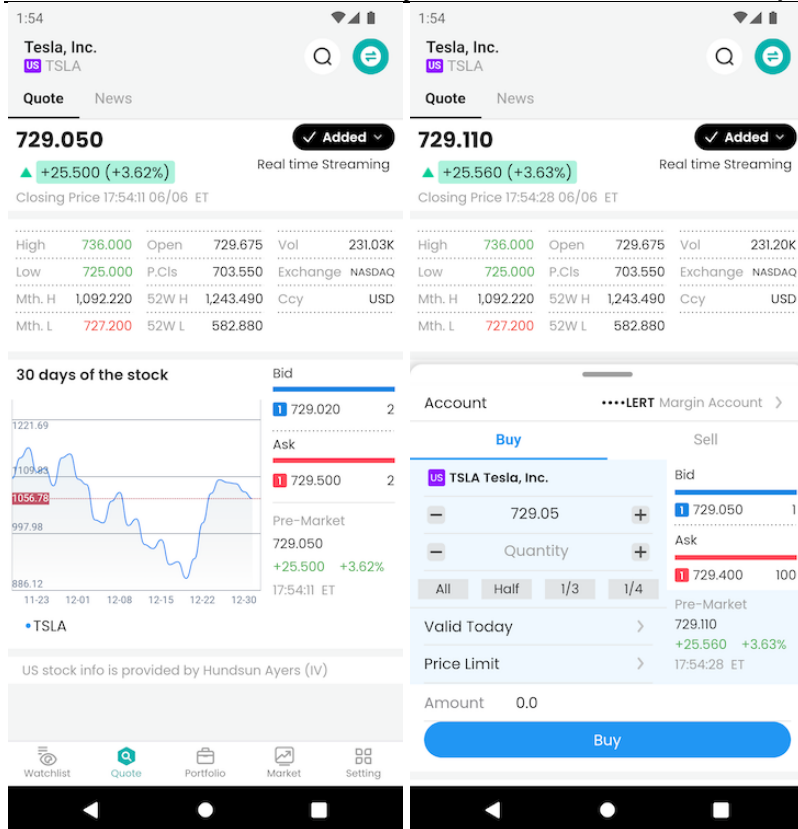 1:54
Tesla, Inc.
US TSLA
Quote News
729.050
Added
+25.500 (+3.62%)
Real time Streaming
Closing Price 17:54:11 06/06 ET
High 736.000 Open 729.675 Vol 231.03K
Low 725.000 P.Cls 703.550 Exchange NASDAQ
Mth. H 1,092.220 52W H 1,243.490 Ccy USD
Mth. L 727.200 52W L 582.880
30 days of the stock
1221.69
1109.83
1056.78
997.98
886.12
11-23 12-01 12-08 12-15 12-22 12-30
TSLA
Bid
1 729.020 2
Ask
1 729.500 2
Pre-Market
729.050
+25.500 +3.62%
17:54:11 ET
US stock info is provided by Hundsun Ayers (IV)
Watchlist Quote Portfolio Market Setting
1:54
Tesla, Inc.
US TSLA
Quote News
729.110
Added
+25.560 (+3.63%)
Real time Streaming
Closing Price 17:54:28 06/06 ET
High 736.000 Open 729.675 Vol 231.20K
Low 725.000 P.Cls 703.550 Exchange NASDAQ
Mth. H 1,092.220 52W H 1,243.490 Ccy USD
Mth. L 727.200 52W L 582.880
Account ••••LERT Margin Account
Buy Sell
US TSLA Tesla, Inc.
− 729.05 +
− Quantity +
All Half 1/3 1/4
Valid Today
Price Limit
Bid
1 729.050 1
Ask
1 729.400 100
Pre-Market
729.110
+25.560 +3.63%
17:54:28 ET
Amount 0.0
Buy